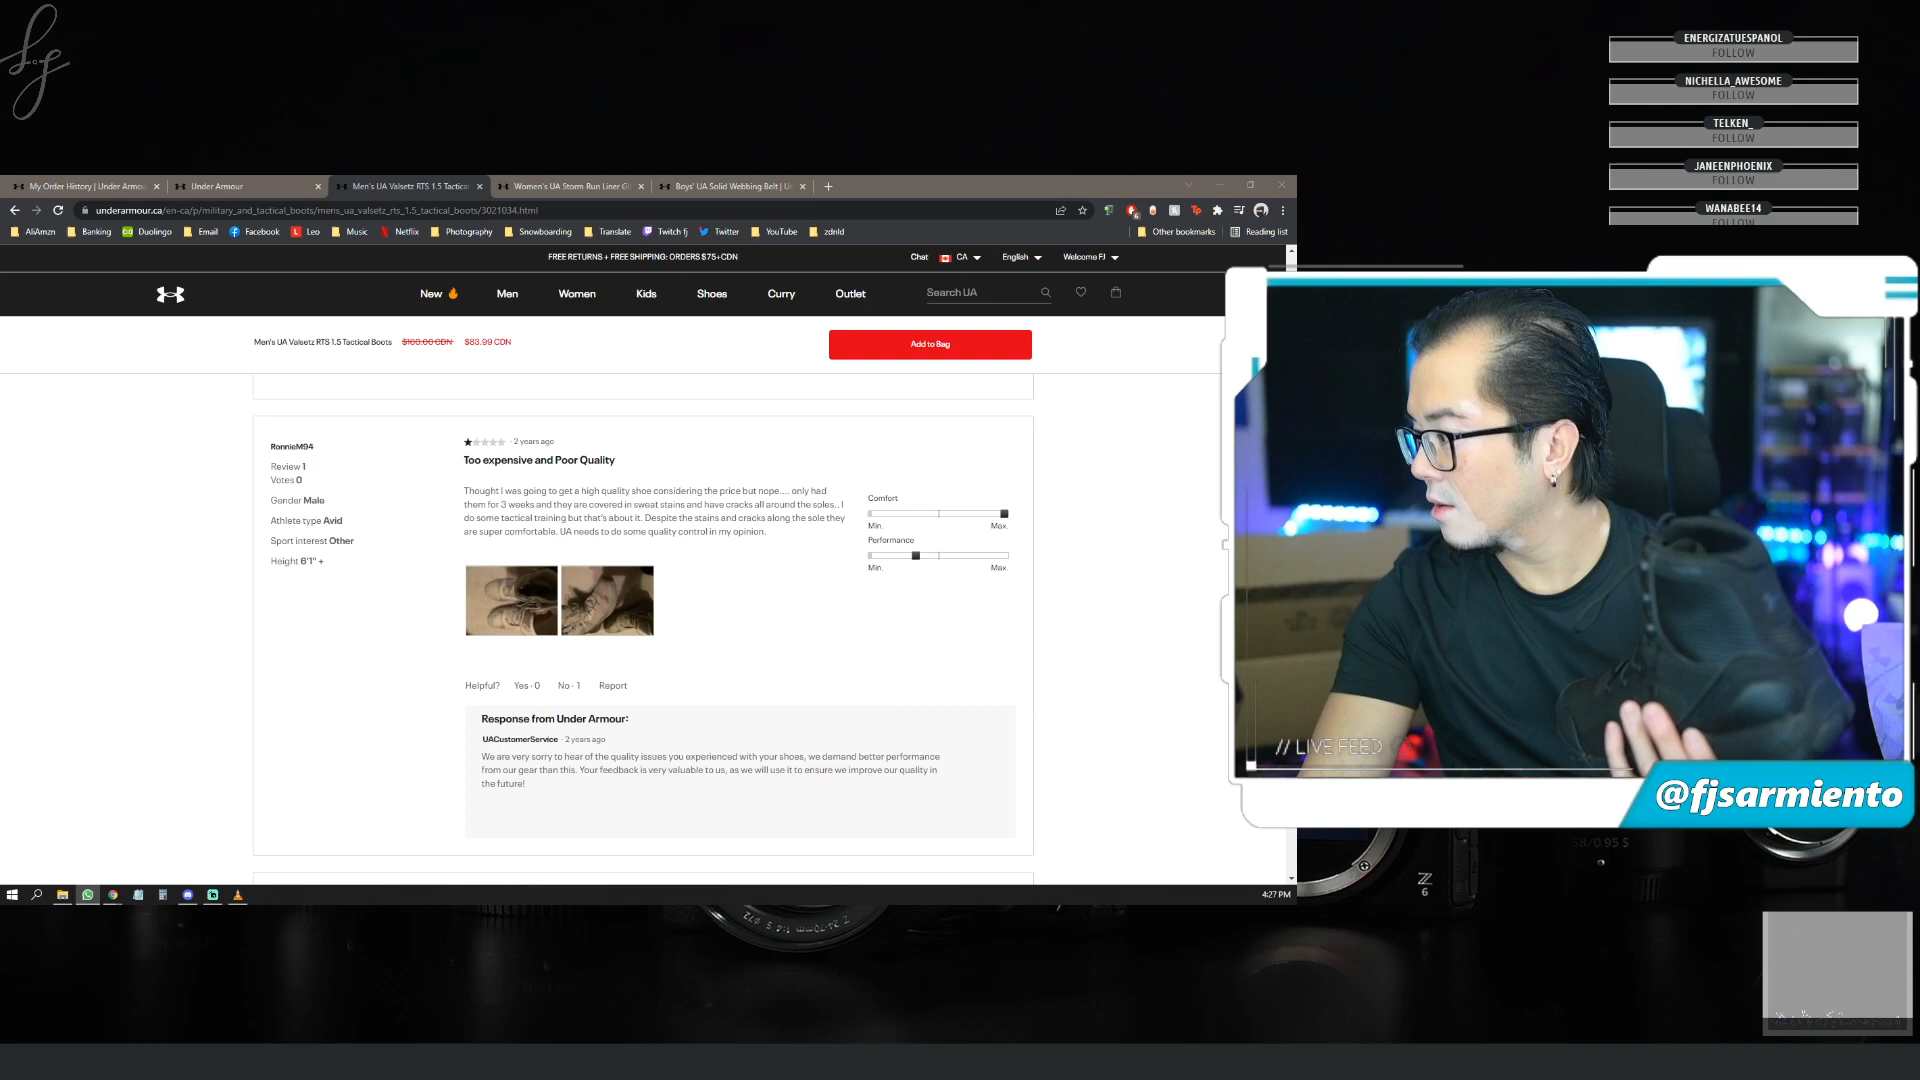 ENERGIZATUESPANOL
FOLLOW
NICHELLA_AWESOME
FOLLOW
TELKEN_
FOLLOW
JANEENPHOENIX
FOLLOW
WANABEE14
FOLLOW
My Order History | Under Armou
Under Armour
Men's UA Valsetz RTS 1.5 Tactical
Women's UA Storm Run Liner Gl
Boys' UA Solid Webbing Belt | Un
underarmour.ca/en-ca/p/military_and_tactical_boots/mens_ua_valsetz_rts_1.5_tactical_boots/3021034.html
AliAmzn Banking Duolingo Email Facebook Leo Music Netflix Photography Snowboarding Translate Twitch fj Twitter YouTube zdnld Other bookmarks Reading list
FREE RETURNS + FREE SHIPPING: ORDERS $75+CDN
Chat CA English Welcome FJ
New Men Women Kids Shoes Curry Outlet Search UA
Men's UA Valsetz RTS 1.5 Tactical Boots $160.00 CDN $83.99 CDN
Add to Bag
RonnieM94
Review 1
Votes 0
Gender Male
Athlete type Avid
Sport interest Other
Height 6'1" +
· 2 years ago
Too expensive and Poor Quality
Thought I was going to get a high quality shoe considering the price but nope.... only had
them for 3 weeks and they are covered in sweat stains and have cracks all around the soles.. I
do some tactical training but that's about it. Despite the stains and cracks along the sole they
are super comfortable. UA needs to do some quality control in my opinion.
Comfort
Min. Max.
Performance
Min. Max.
Helpful? Yes · 0 No · 1 Report
Response from Under Armour:
UACustomerService · 2 years ago
We are very sorry to hear of the quality issues you experienced with your shoes, we demand better performance
from our gear than this. Your feedback is very valuable to us, as we will use it to ensure we improve our quality in
the future!
4:27 PM
// LIVE FEED
@fjsarmiento
58/0.95 S
Z
6
Z 24-70mm 1:4 S